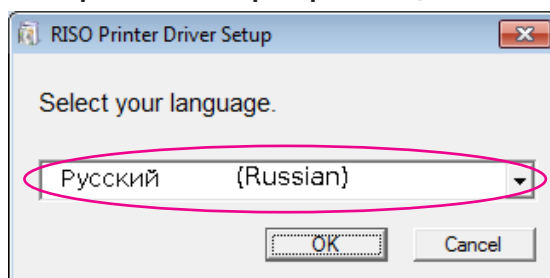 RISO Printer Driver Setup
Select your language.
Русский (Russian)
OK Cancel